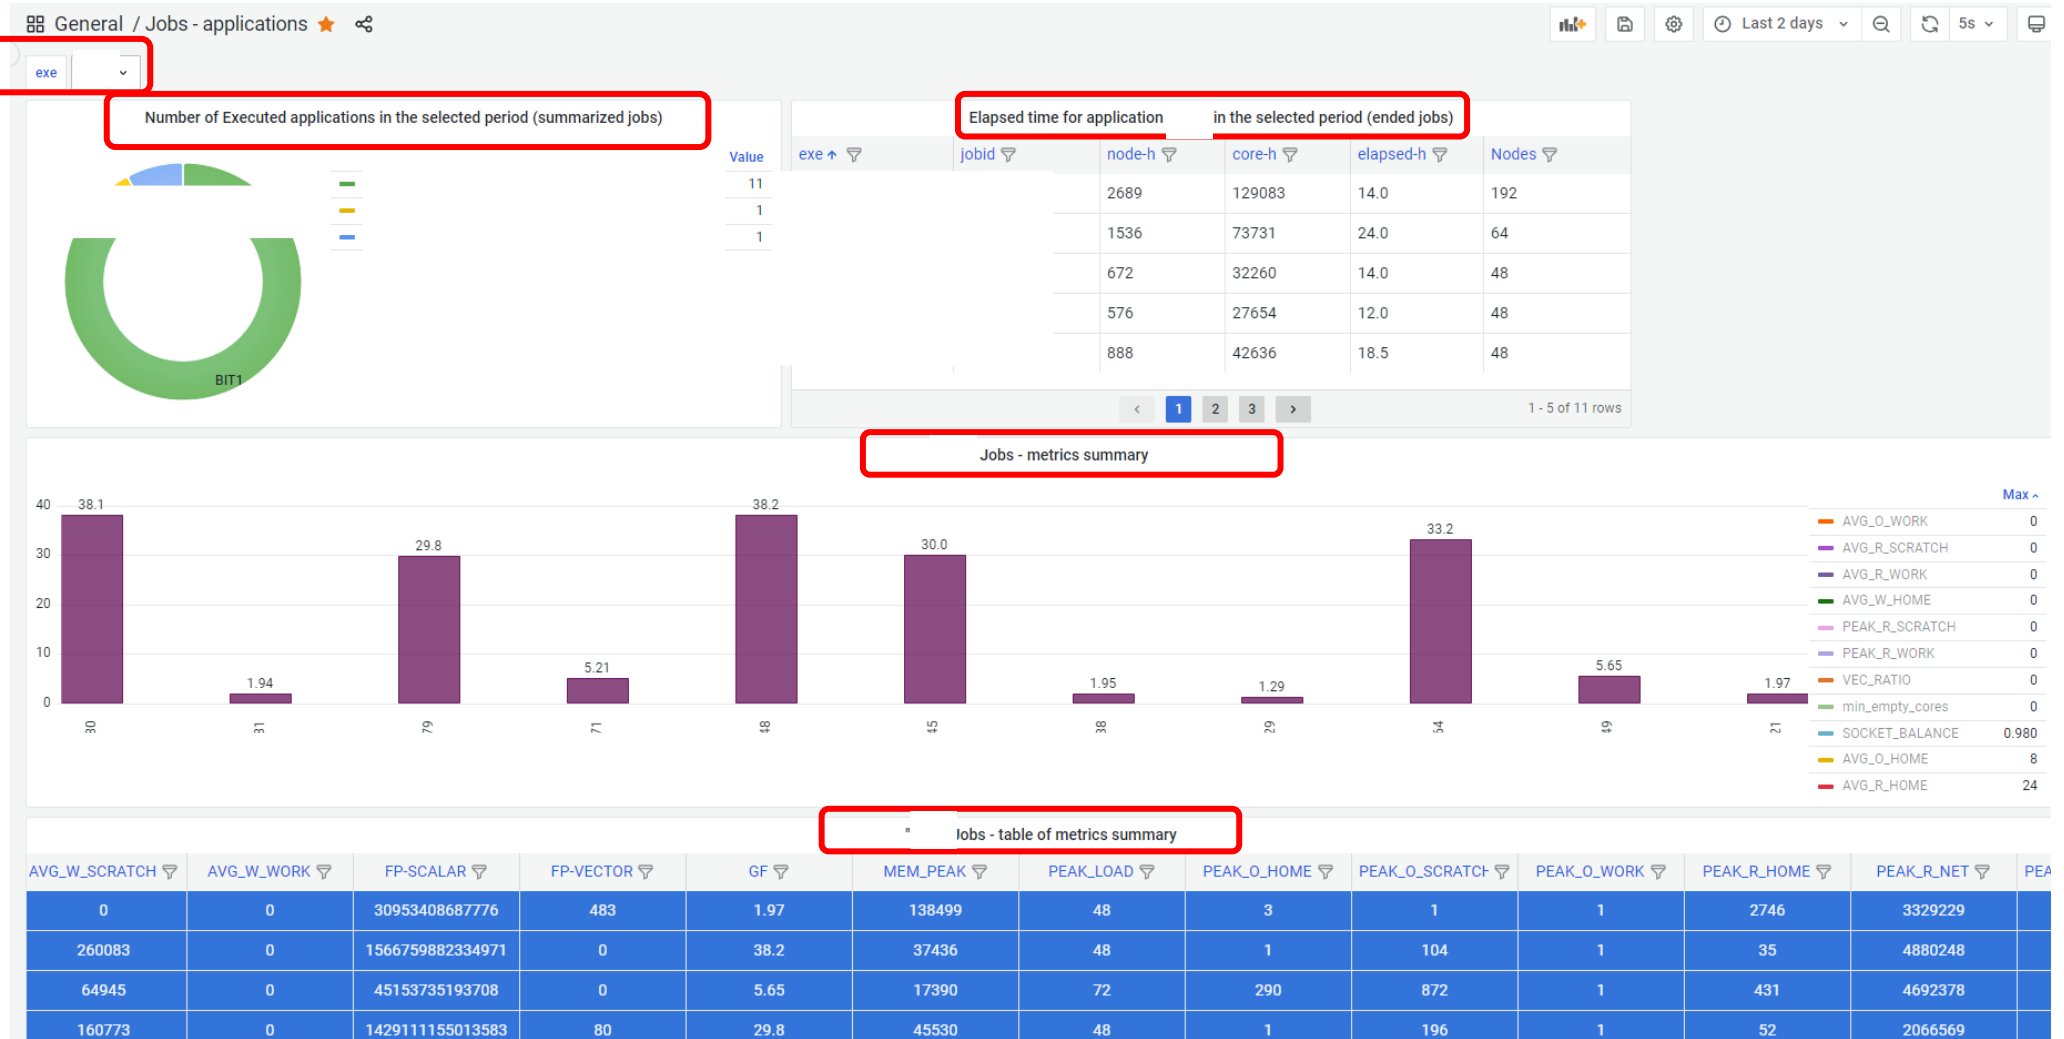 General / Jobs - applications
Last 2 days
5s
exe
Number of Executed applications in the selected period (summarized jobs)
Value
11
1
1
BIT1
Elapsed time for application in the selected period (ended jobs)
exe jobid node-h core-h elapsed-h Nodes
2689 129083 14.0 192
1536 73731 24.0 64
672 32260 14.0 48
576 27654 12.0 48
888 42636 18.5 48
1 2 3
1 - 5 of 11 rows
Jobs - metrics summary
40
30
20
10
0
38.1 1.94 29.8 5.21 38.2 30.0 1.95 1.29 33.2 5.65 1.97
80 81 79 71 48 45 38 29 54 49 21
Max
AVG_O_WORK 0
AVG_R_SCRATCH 0
AVG_R_WORK 0
AVG_W_HOME 0
PEAK_R_SCRATCH 0
PEAK_R_WORK 0
VEC_RATIO 0
min_empty_cores 0
SOCKET_BALANCE 0.980
AVG_O_HOME 8
AVG_R_HOME 24
" Jobs - table of metrics summary
AVG_W_SCRATCH AVG_W_WORK FP-SCALAR FP-VECTOR GF MEM_PEAK PEAK_LOAD PEAK_O_HOME PEAK_O_SCRATCH PEAK_O_WORK PEAK_R_HOME PEAK_R_NET PEA
0 0 30953408687776 483 1.97 138499 48 3 1 1 2746 3329229
260083 0 1566759882334971 0 38.2 37436 48 1 104 1 35 4880248
64945 0 45153735193708 0 5.65 17390 72 290 872 1 431 4692378
160773 0 1429111155013583 80 29.8 45530 48 1 196 1 52 2066569